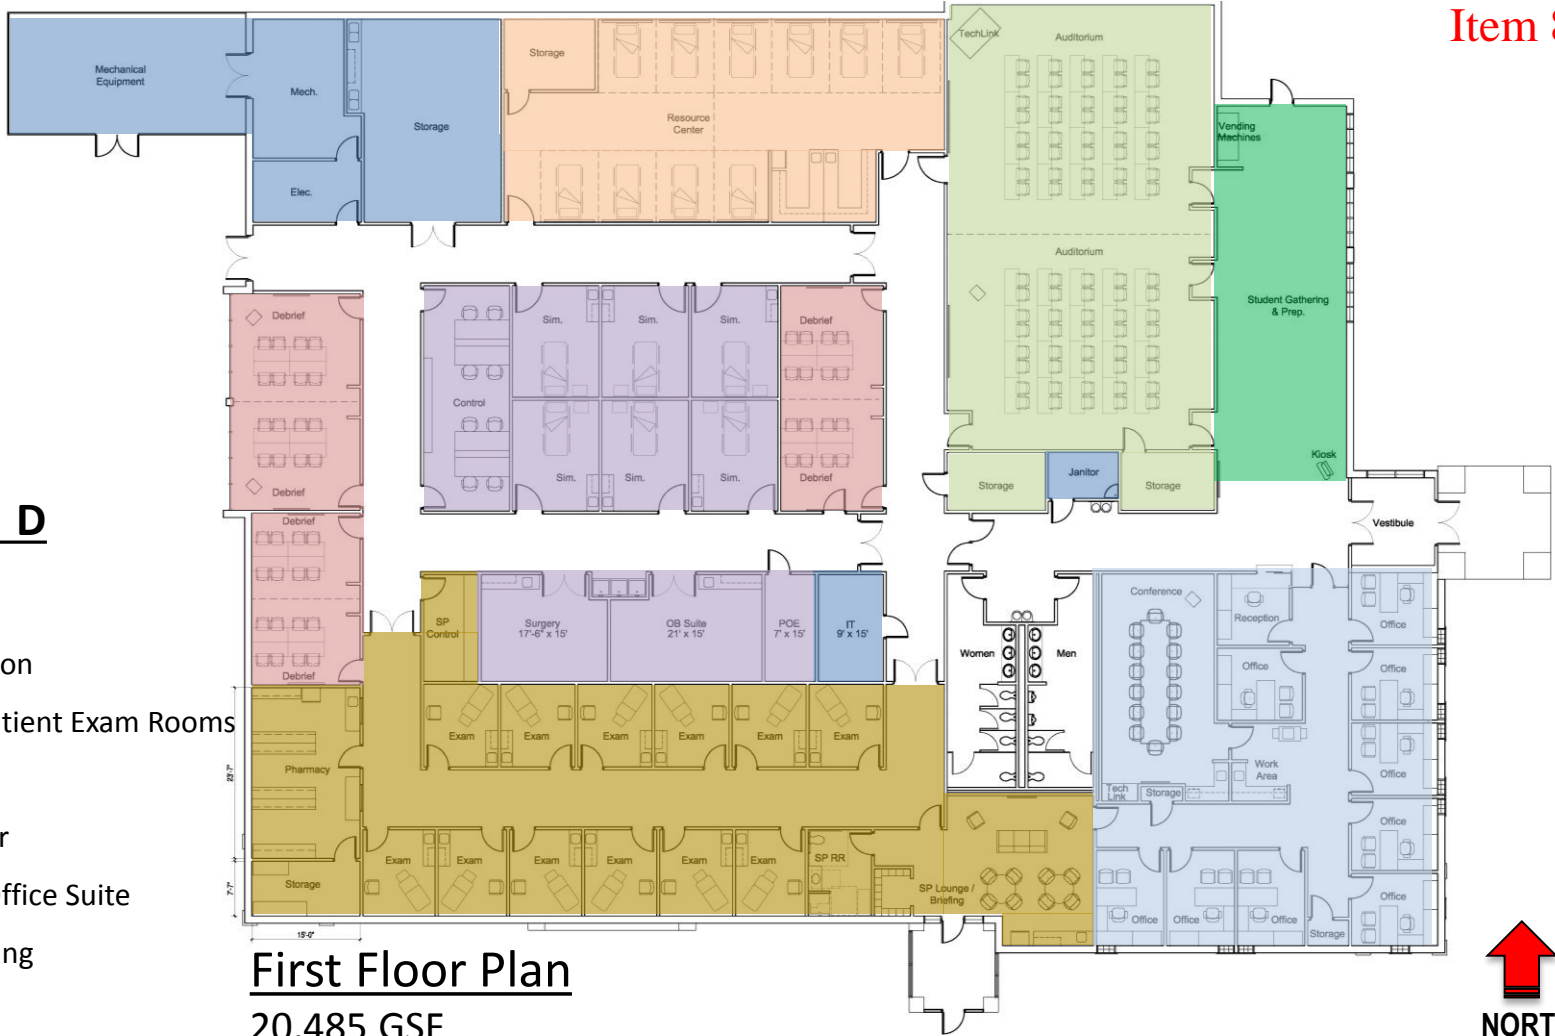 Item 8
TechLink
Auditorium
Storage
Mechanical
Equipment
Mech.
Resource
Center
Storage
Vending
Machines
Elec.
Auditorium
Student Gathering
& Prep.
Debrief
Sim.
Sim.
Sim.
Debrief
Control
Kiosk
Janitor
Debrief
Sim.
Sim.
Sim.
Debrief
Storage
Storage
D
Debrief
Vestibule
Conference
SP
Control
Surgery
17'-6" x 15'
OB Suite
21' x 15'
POE
7' x 15'
IT
9' x 15'
Reception
Office
Women
Men
on
Debrief
Office
Office
tient Exam Rooms
Exam
Exam
Exam
Exam
Exam
Exam
Work
Area
Pharmacy
23'-7"
Office
Tech
Link
Storage
Office
r
Exam
Exam
Exam
Exam
Exam
Exam
SP RR
Storage
7'-7"
SP Lounge /
Briefing
ffice Suite
Office
Office
Office
Storage
Office
15'-0"
ng
First Floor Plan
20,485 GSF
NORT